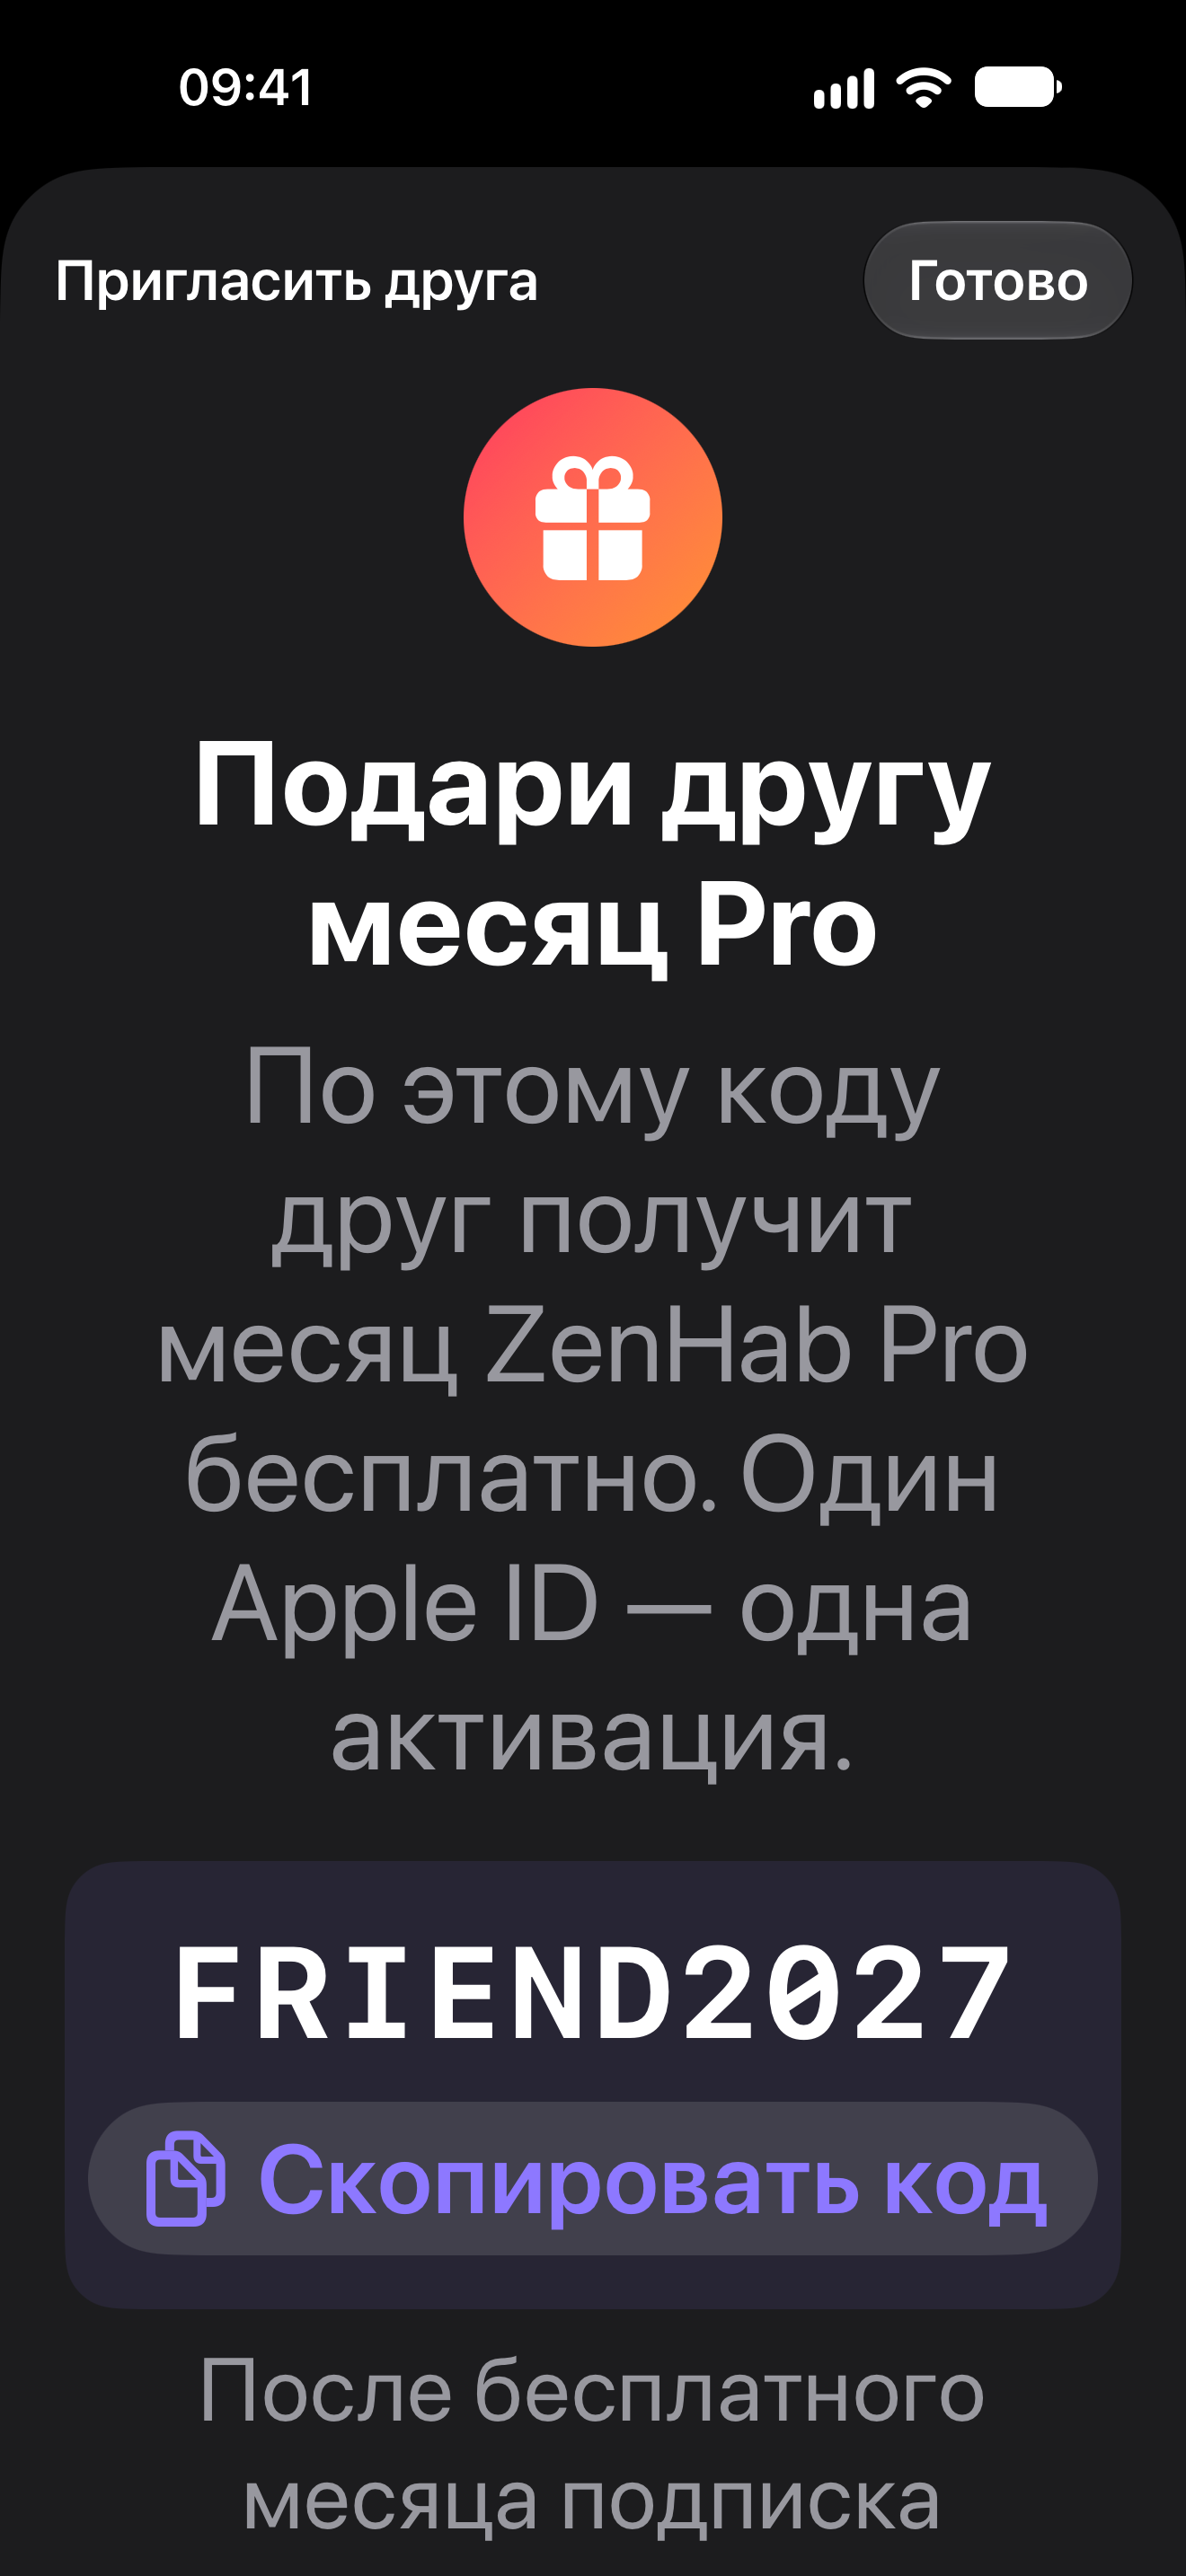 09:41
Пригласить друга
Готово
Подари другу
месяц Pro
По этому коду
друг получит
месяц ZenHab Pro
бесплатно. Один
Apple ID — одна
активация.
FRIEND2027
Скопировать код
После бесплатного
месяца подписка